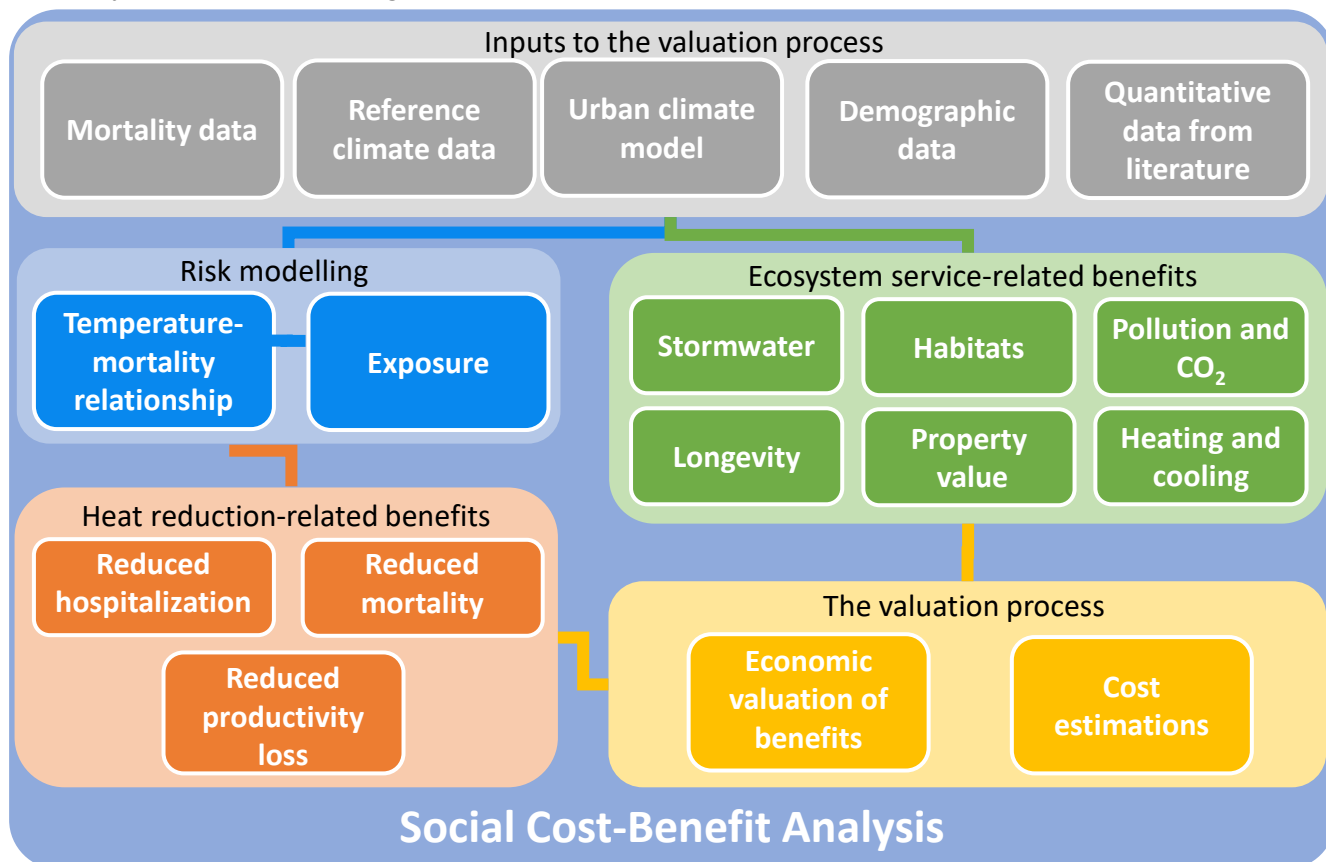 Inputs to the valuation process
Mortality data
Reference
climate data
Urban climate
model
Demographic
data
Quantitative
data from
literature
Risk modelling
Temperature-
mortality
relationship
Exposure
Ecosystem service-related benefits
Stormwater
Habitats
Pollution and
CO₂
Longevity
Property
value
Heating and
cooling
Heat reduction-related benefits
Reduced
hospitalization
Reduced
mortality
Reduced
productivity
loss
The valuation process
Economic
valuation of
benefits
Cost
estimations
Social Cost-Benefit Analysis